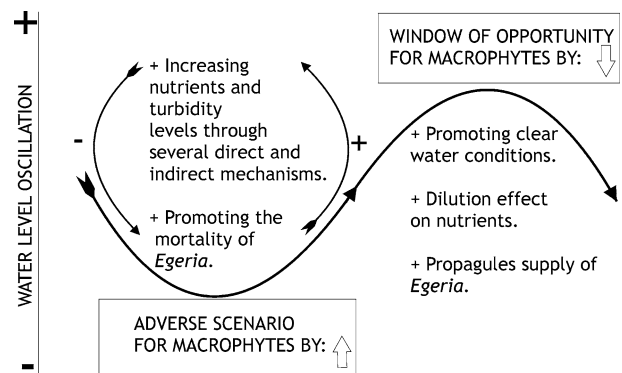 +
WATER LEVEL OSCILLATION
-
-
+ Increasing
nutrients and
turbidity
levels through
several direct and
indirect mechanisms.
+ Promoting the
mortality of
Egeria.
+
ADVERSE SCENARIO
FOR MACROPHYTES BY:
WINDOW OF OPPORTUNITY
FOR MACROPHYTES BY:
+ Promoting clear
water conditions.
+ Dilution effect
on nutrients.
+ Propagules supply of
Egeria.